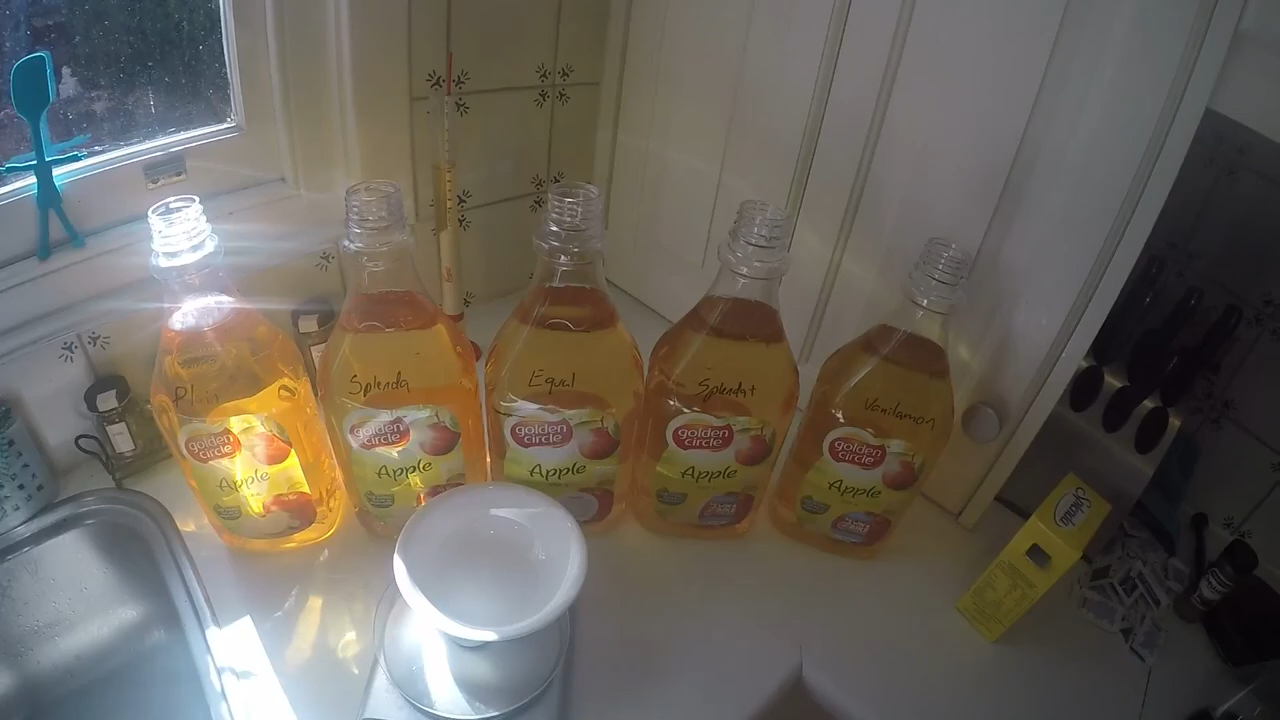 Plain
golden
circle
Apple
Splenda
golden
circle
Apple
Equal
golden
circle
Apple
Splenda+
golden
circle
Apple
Vanilamon
golden
circle
Apple
Splenda